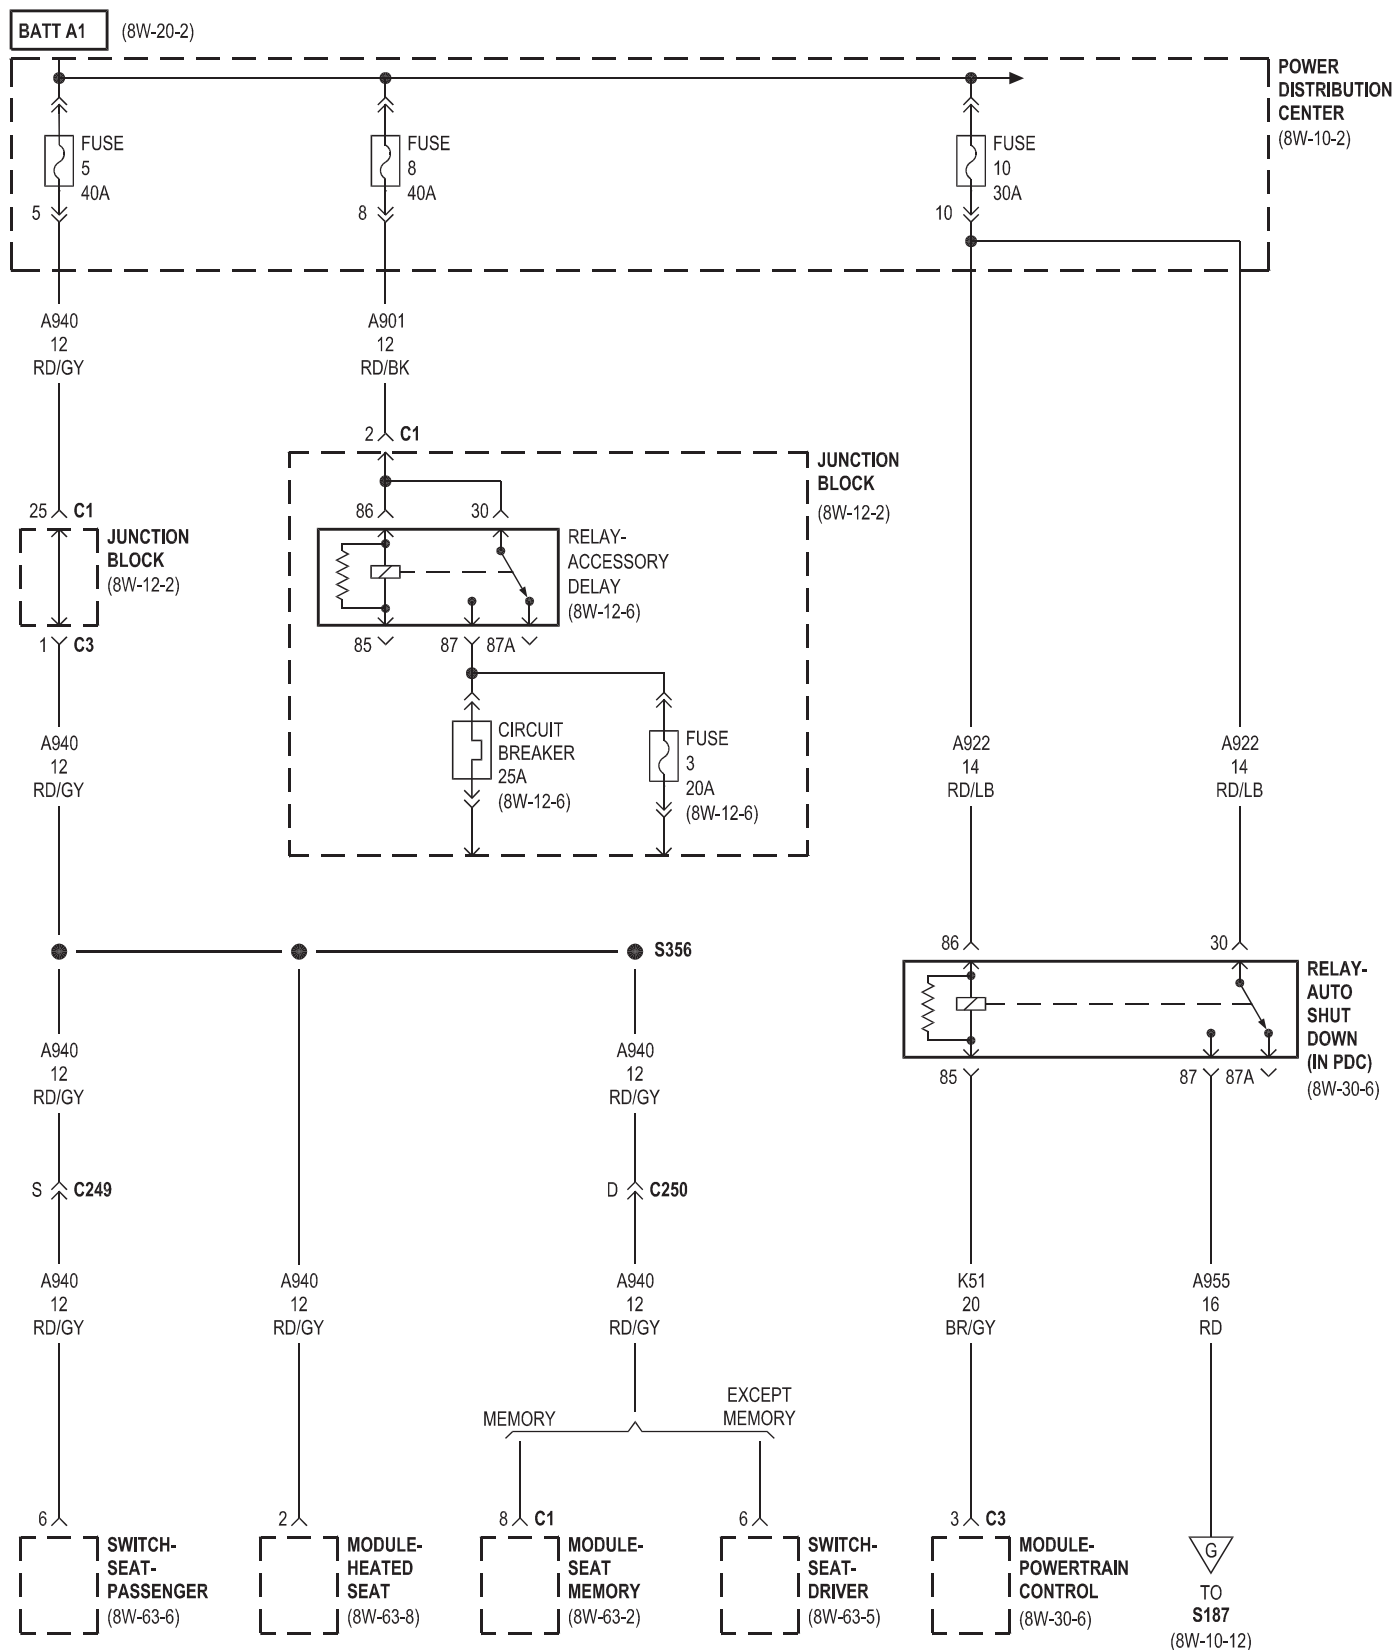 BATT A1 (8W-20-2)
POWER
DISTRIBUTION
CENTER
(8W-10-2)
FUSE
5
40A
5
FUSE
8
40A
8
FUSE
10
30A
10
A940
12
RD/GY
A901
12
RD/BK
2 C1
JUNCTION
BLOCK
(8W-12-2)
25 C1
JUNCTION
BLOCK
(8W-12-2)
1 C3
86 30
RELAY-
ACCESSORY
DELAY
(8W-12-6)
85 87 87A
CIRCUIT
BREAKER
25A
(8W-12-6)
FUSE
3
20A
(8W-12-6)
A940
12
RD/GY
A922
14
RD/LB
A922
14
RD/LB
S356
86 30
RELAY-
AUTO
SHUT
DOWN
(IN PDC)
(8W-30-6)
85 87 87A
A940
12
RD/GY
A940
12
RD/GY
S C249
D C250
A940
12
RD/GY
A940
12
RD/GY
A940
12
RD/GY
K51
20
BR/GY
A955
16
RD
MEMORY
EXCEPT
MEMORY
6
SWITCH-
SEAT-
PASSENGER
(8W-63-6)
2
MODULE-
HEATED
SEAT
(8W-63-8)
8 C1
MODULE-
SEAT
MEMORY
(8W-63-2)
6
SWITCH-
SEAT-
DRIVER
(8W-63-5)
3 C3
MODULE-
POWERTRAIN
CONTROL
(8W-30-6)
G
TO
S187
(8W-10-12)